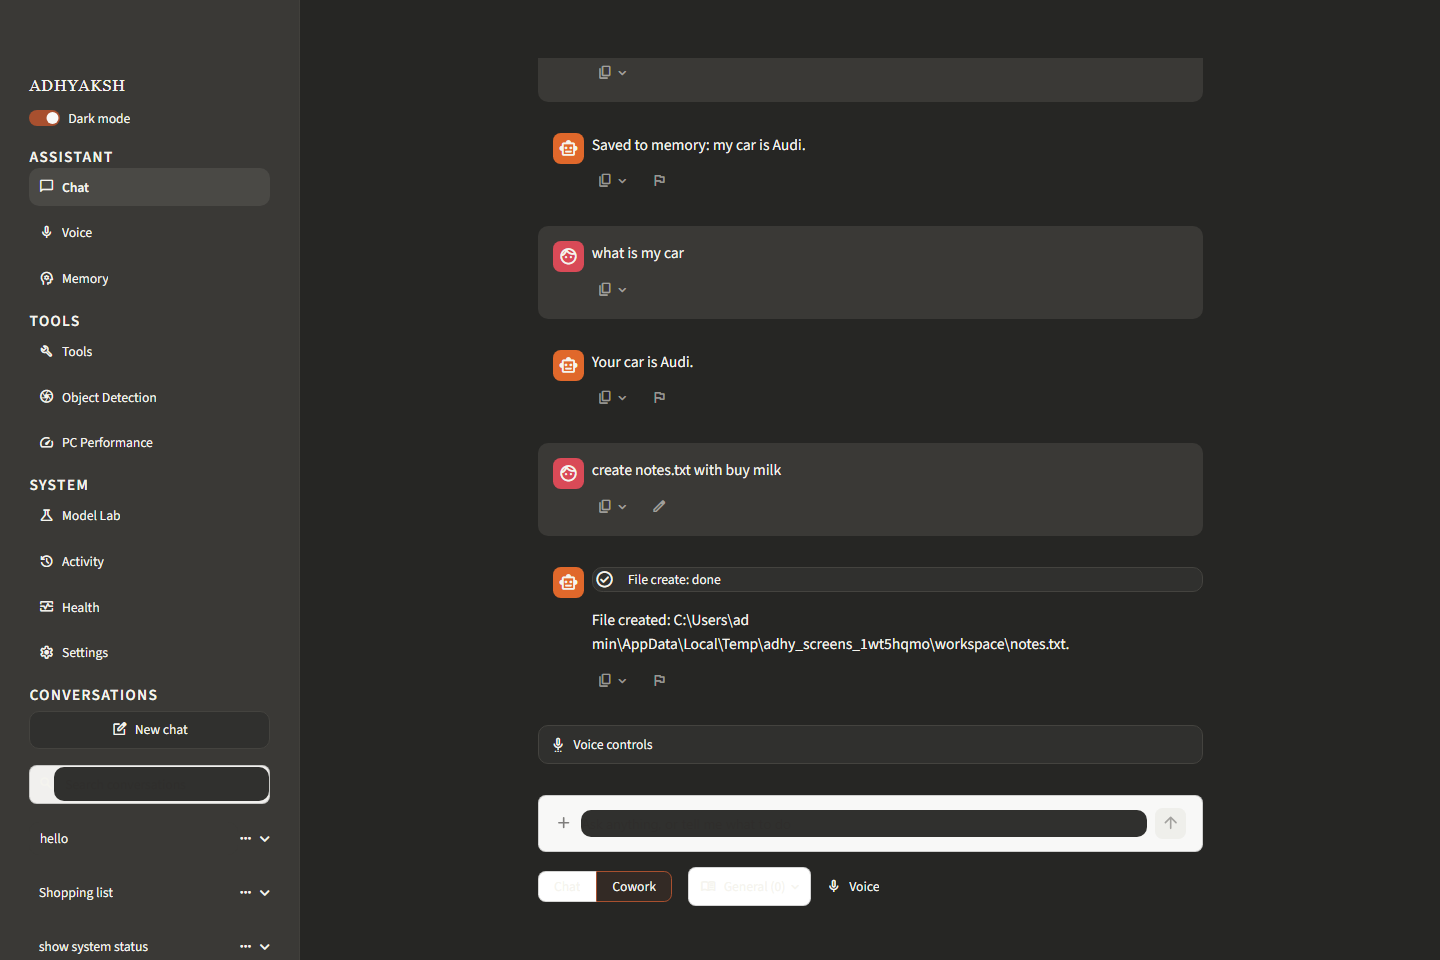 ADHYAKSH
Dark mode
ASSISTANT
Chat
Voice
Memory
TOOLS
Tools
Object Detection
PC Performance
SYSTEM
Model Lab
Activity
Health
Settings
CONVERSATIONS
New chat
hello
Shopping list
show system status
Saved to memory: my car is Audi.
what is my car
Your car is Audi.
create notes.txt with buy milk
File create: done
File created: C:\Users\ad
min\AppData\Local\Temp\adhy_screens_1wt5hqmo\workspace\notes.txt.
Voice controls
Chat
Cowork
General (0)
Voice